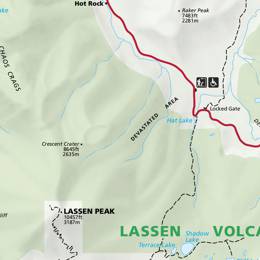 Hot Rock
Raker Peak
7483ft
2281m
CHAOS CRAGS
DEVASTATED AREA
Locked Gate
Hat Lake
Crescent Crater
8645ft
2635m
LASSEN PEAK
10457ft
3187m
LASSEN VOLCA
Shadow
Lake
Terrace Lake